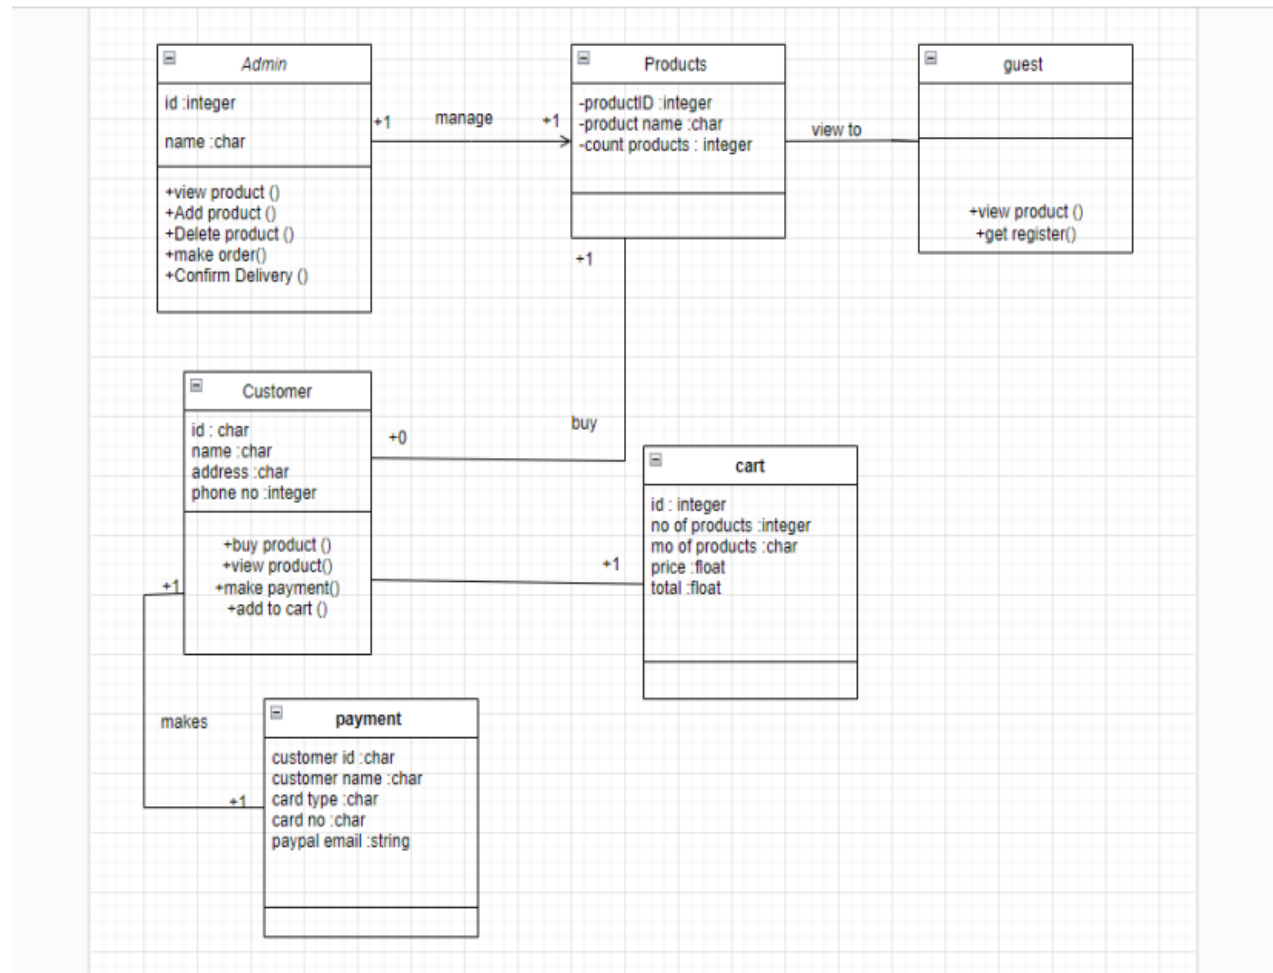 Admin
id :integer
name :char
+view product ()
+Add product ()
+Delete product ()
+make order()
+Confirm Delivery ()
+1
manage
+1
Products
-productID :integer
-product name :char
-count products : integer
view to
guest
+view product ()
+get register()
+1
buy
+0
Customer
id : char
name :char
address :char
phone no :integer
+buy product ()
+view product()
+make payment()
+add to cart ()
+1
cart
id : integer
no of products :integer
mo of products :char
price :float
total :float
+1
makes
+1
payment
customer id :char
customer name :char
card type :char
card no :char
paypal email :string